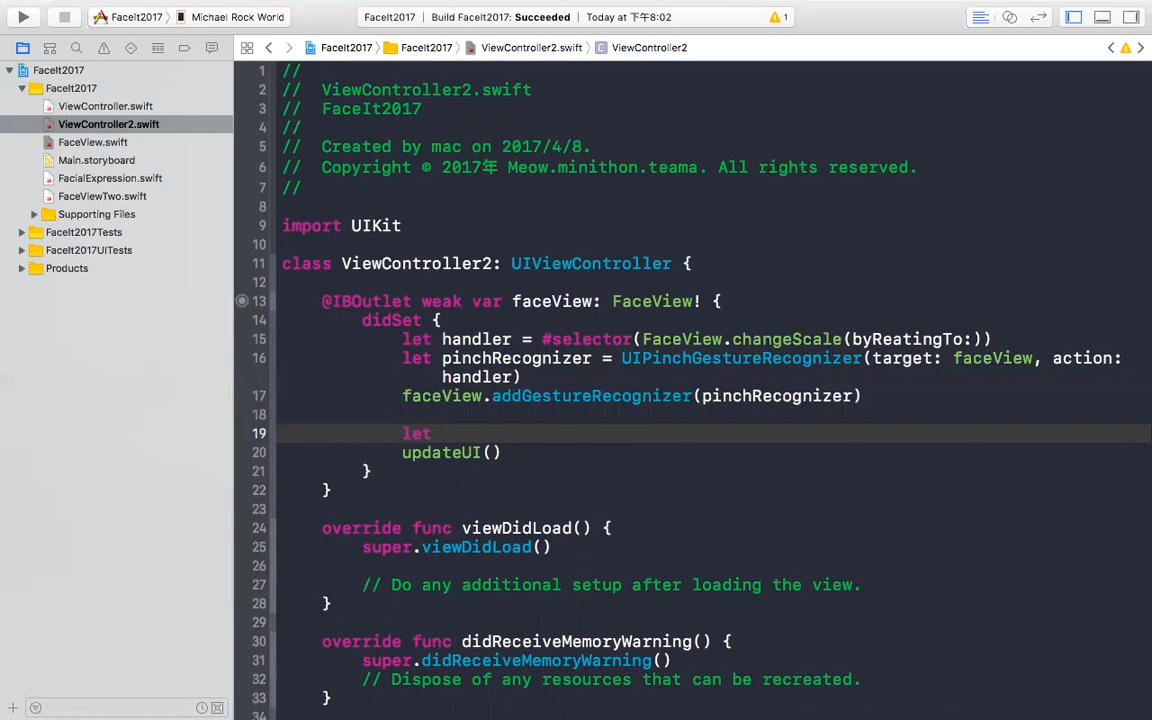 FaceIt2017 〉 Michael Rock World
FaceIt2017 | Build FaceIt2017: Succeeded | Today at 下午8:02
1
FaceIt2017 〉 FaceIt2017 〉 ViewController2.swift 〉 C ViewController2
FaceIt2017
FaceIt2017
ViewController.swift
ViewController2.swift
FaceView.swift
Main.storyboard
FacialExpression.swift
FaceViewTwo.swift
Supporting Files
FaceIt2017Tests
FaceIt2017UITests
Products
1 //
2 //  ViewController2.swift
3 //  FaceIt2017
4 //
5 //  Created by mac on 2017/4/8.
6 //  Copyright © 2017年 Meow.minithon.teama. All rights reserved.
7 //
8
9 import UIKit
10
11 class ViewController2: UIViewController {
12
13     @IBOutlet weak var faceView: FaceView! {
14         didSet {
15             let handler = #selector(FaceView.changeScale(byReatingTo:))
16             let pinchRecognizer = UIPinchGestureRecognizer(target: faceView, action:
                handler)
17             faceView.addGestureRecognizer(pinchRecognizer)
18
19             let
20             updateUI()
21         }
22     }
23
24     override func viewDidLoad() {
25         super.viewDidLoad()
26
27         // Do any additional setup after loading the view.
28     }
29
30     override func didReceiveMemoryWarning() {
31         super.didReceiveMemoryWarning()
32         // Dispose of any resources that can be recreated.
33     }
34